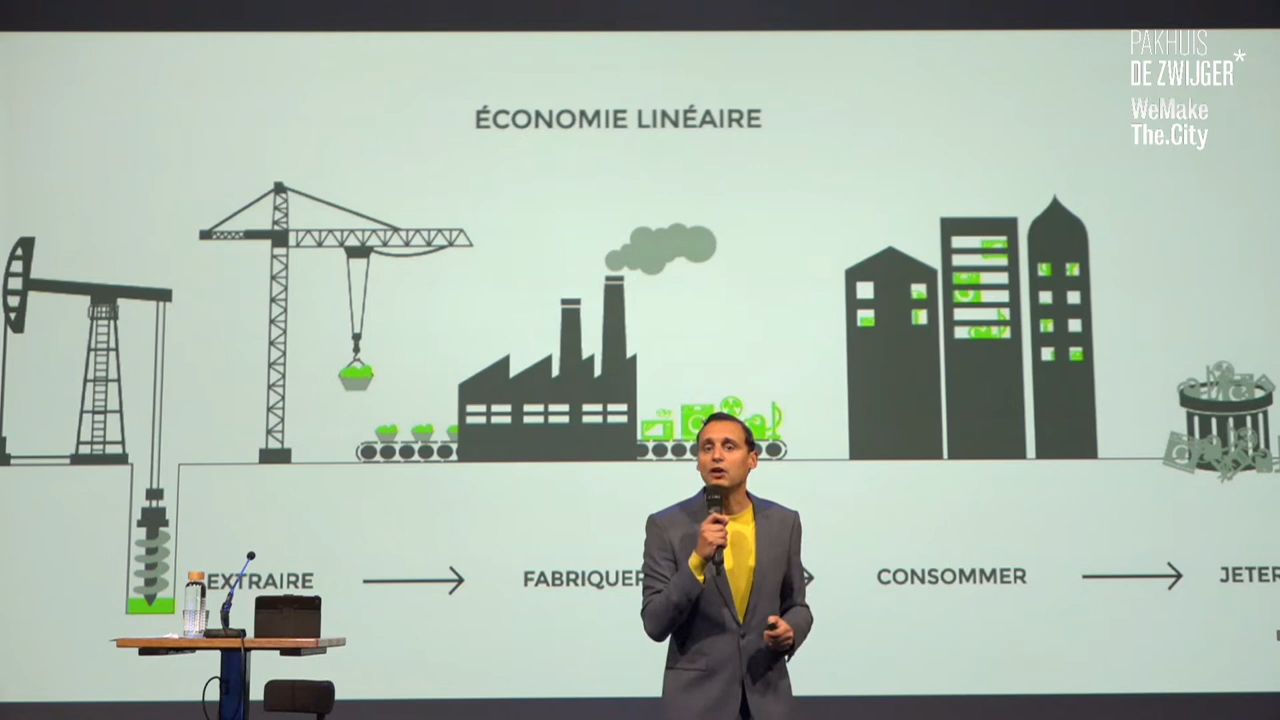 PAKHUIS
DE ZWIJGER*
WeMake
The.City
ÉCONOMIE LINÉAIRE
EXTRAIRE
FABRIQUER
CONSOMMER
JETER